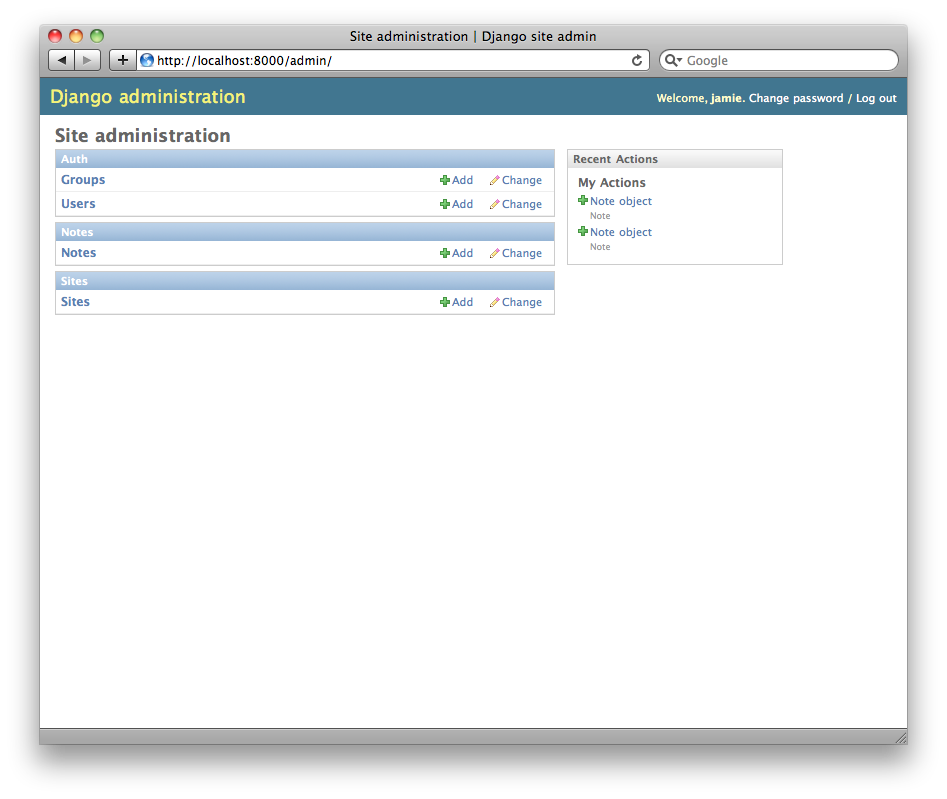 Site administration | Django site admin
http://localhost:8000/admin/
Google
Django administration
Welcome, jamie. Change password / Log out
Site administration
Auth
Groups Add Change
Users Add Change
Notes
Notes Add Change
Sites
Sites Add Change
Recent Actions
My Actions
Note object
Note
Note object
Note